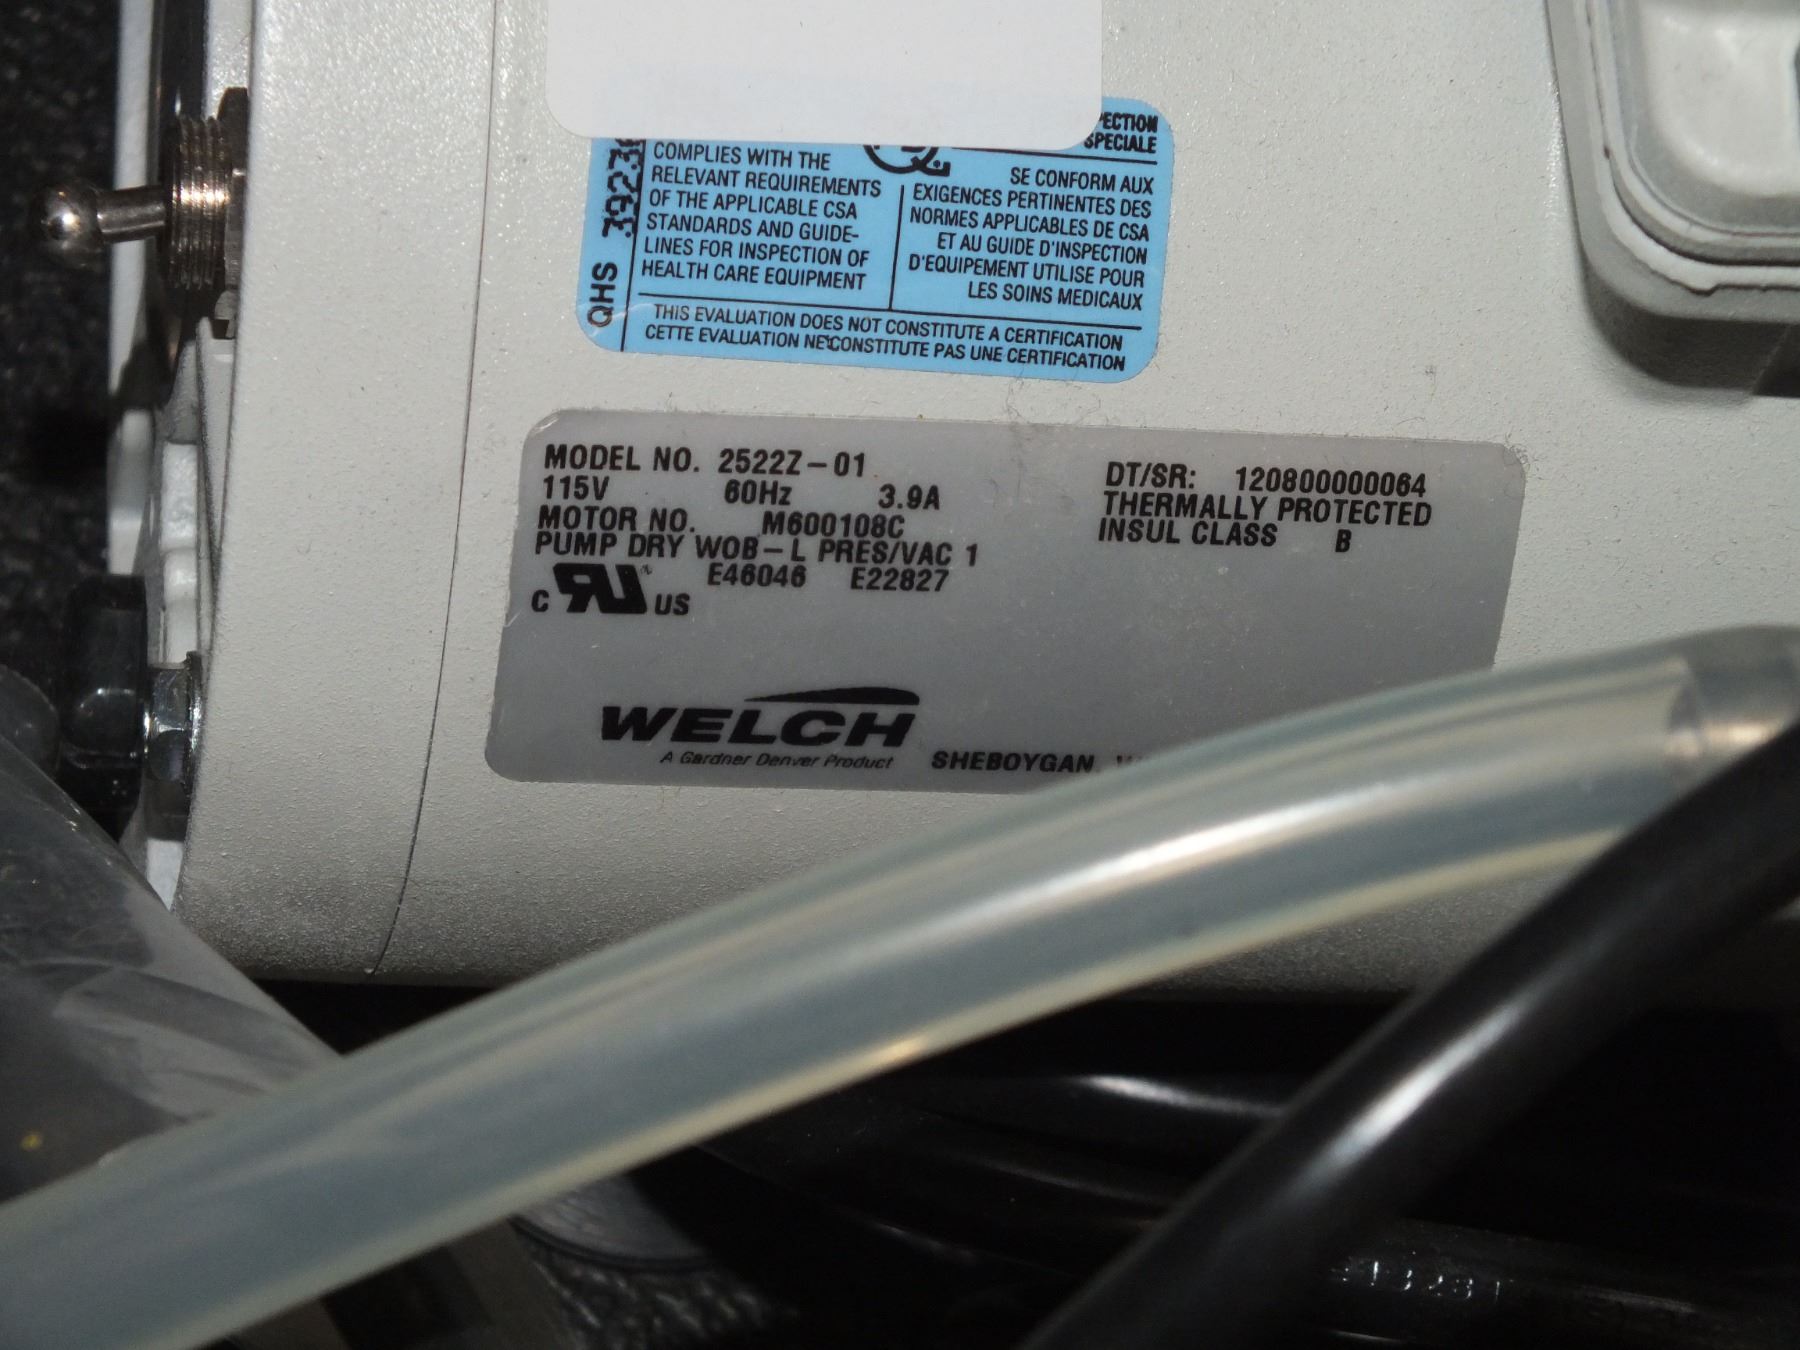 ECTION
SPECIALE
COMPLIES WITH THE
RELEVANT REQUIREMENTS
OF THE APPLICABLE CSA
STANDARDS AND GUIDE-
LINES FOR INSPECTION OF
HEALTH CARE EQUIPMENT
SE CONFORM AUX
EXIGENCES PERTINENTES DES
NORMES APPLICABLES DE CSA
ET AU GUIDE D'INSPECTION
D'EQUIPEMENT UTILISE POUR
LES SOINS MEDICAUX
QHS 3923
THIS EVALUATION DOES NOT CONSTITUTE A CERTIFICATION
CETTE EVALUATION NE CONSTITUTE PAS UNE CERTIFICATION
MODEL NO. 2522Z-01
115V 60Hz 3.9A
MOTOR NO. M600108C
PUMP DRY WOB-L PRES/VAC 1
E46046 E22827
C RU US
DT/SR: 120800000064
THERMALLY PROTECTED
INSUL CLASS B
WELCH
A Gardner Denver Product
SHEBOYGAN,